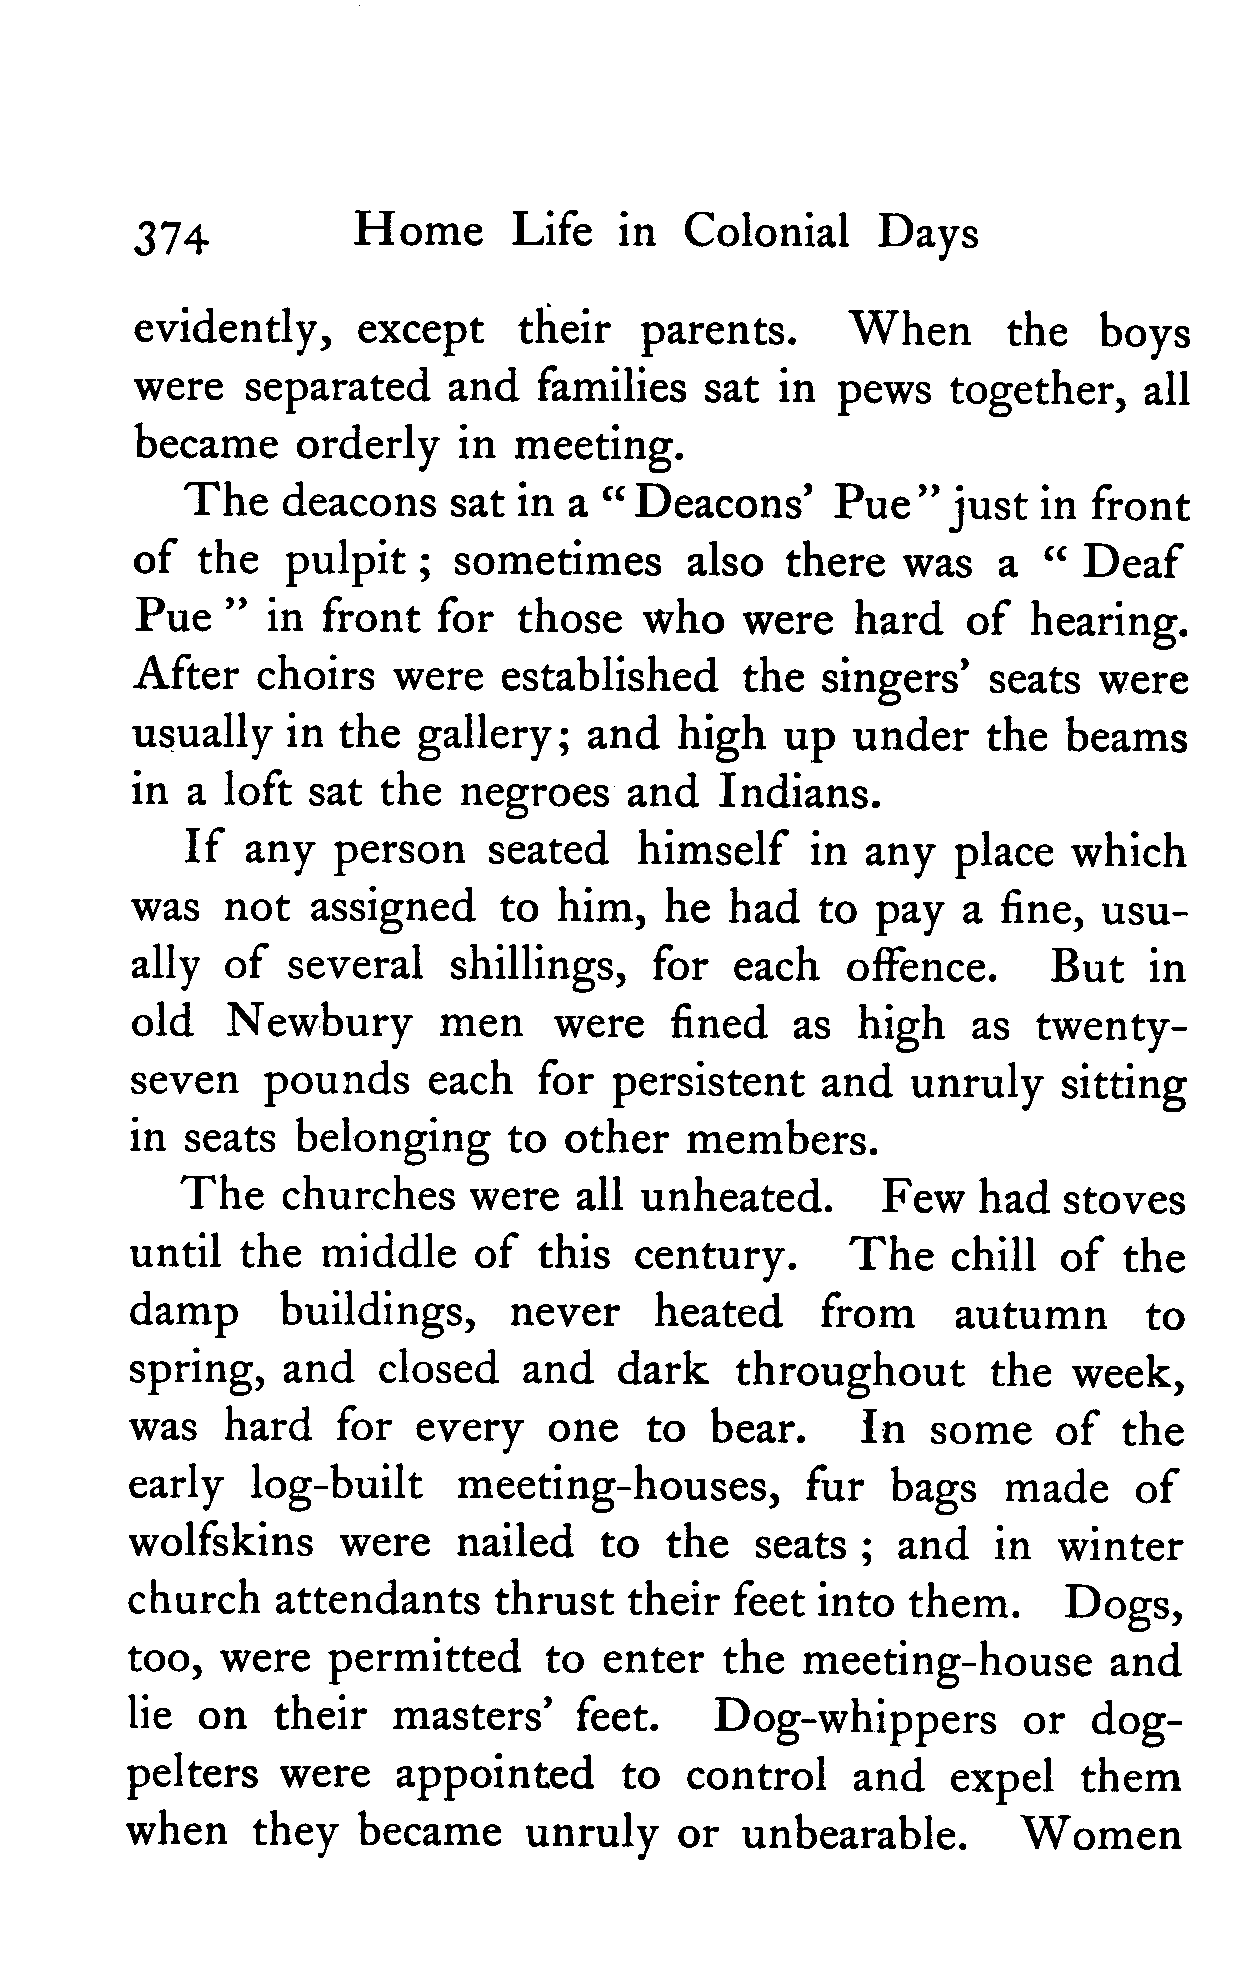 374 Home Life in Colonial Days
evidently, except their parents. When the boys
were separated and families sat in pews together, all
became orderly in meeting.
The deacons sat in a “Deacons’ Pue” just in front
of the pulpit; sometimes also there was a “Deaf
Pue” in front for those who were hard of hearing.
After choirs were established the singers’ seats were
usually in the gallery; and high up under the beams
in a loft sat the negroes and Indians.
If any person seated himself in any place which
was not assigned to him, he had to pay a fine, usu-
ally of several shillings, for each offence. But in
old Newbury men were fined as high as twenty-
seven pounds each for persistent and unruly sitting
in seats belonging to other members.
The churches were all unheated. Few had stoves
until the middle of this century. The chill of the
damp buildings, never heated from autumn to
spring, and closed and dark throughout the week,
was hard for every one to bear. In some of the
early log-built meeting-houses, fur bags made of
wolfskins were nailed to the seats; and in winter
church attendants thrust their feet into them. Dogs,
too, were permitted to enter the meeting-house and
lie on their masters’ feet. Dog-whippers or dog-
pelters were appointed to control and expel them
when they became unruly or unbearable. Women